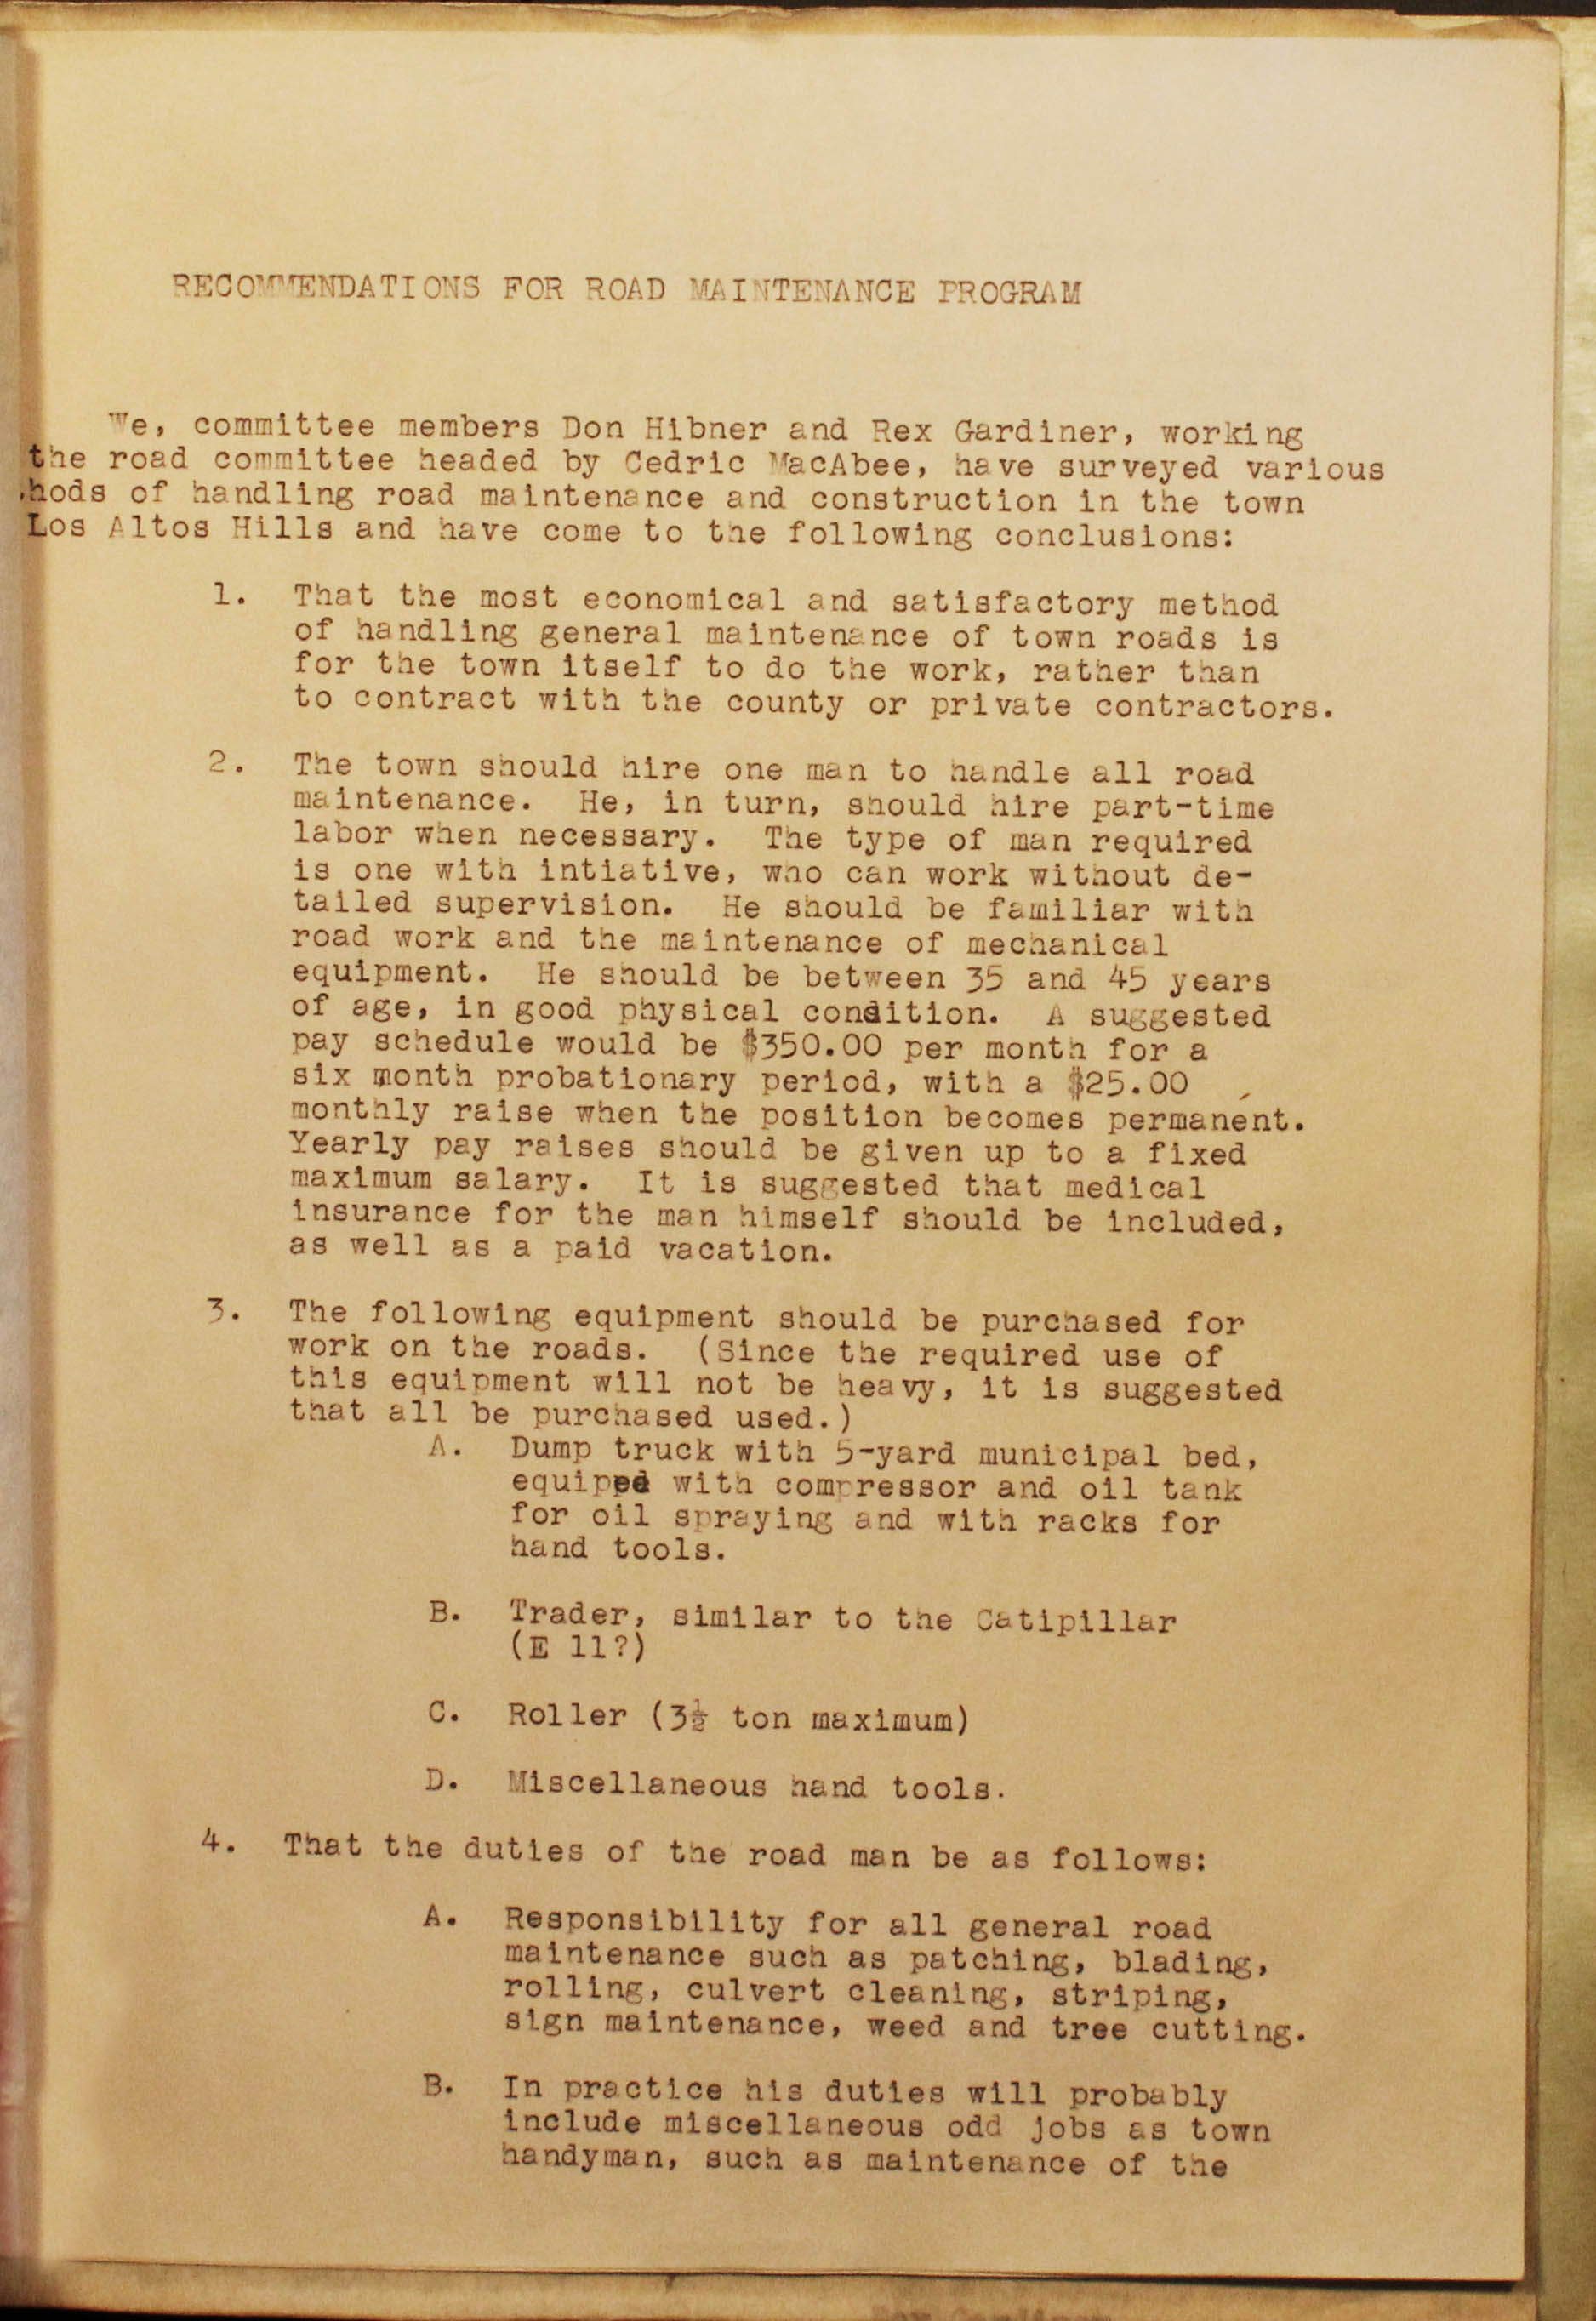 RECOMMENDATIONS FOR ROAD MAINTENANCE PROGRAM
We, committee members Don Hibner and Rex Gardiner, working
the road committee headed by Cedric MacAbee, have surveyed various
hods of handling road maintenance and construction in the town
Los Altos Hills and have come to the following conclusions:
1. That the most economical and satisfactory method
of handling general maintenance of town roads is
for the town itself to do the work, rather than
to contract with the county or private contractors.
2. The town should hire one man to handle all road
maintenance. He, in turn, should hire part-time
labor when necessary. The type of man required
is one with intiative, who can work without de-
tailed supervision. He should be familiar with
road work and the maintenance of mechanical
equipment. He should be between 35 and 45 years
of age, in good physical condition. A suggested
pay schedule would be $350.00 per month for a
six month probationary period, with a $25.00
monthly raise when the position becomes permanent.
Yearly pay raises should be given up to a fixed
maximum salary. It is suggested that medical
insurance for the man himself should be included,
as well as a paid vacation.
3. The following equipment should be purchased for
work on the roads. (Since the required use of
this equipment will not be heavy, it is suggested
that all be purchased used.)
A. Dump truck with 5-yard municipal bed,
equiped with compressor and oil tank
for oil spraying and with racks for
hand tools.
B. Trader, similar to the Catipillar
(E 11?)
C. Roller (3½ ton maximum)
D. Miscellaneous hand tools.
4. That the duties of the road man be as follows:
A. Responsibility for all general road
maintenance such as patching, blading,
rolling, culvert cleaning, striping,
sign maintenance, weed and tree cutting.
B. In practice his duties will probably
include miscellaneous odd jobs as town
handyman, such as maintenance of the